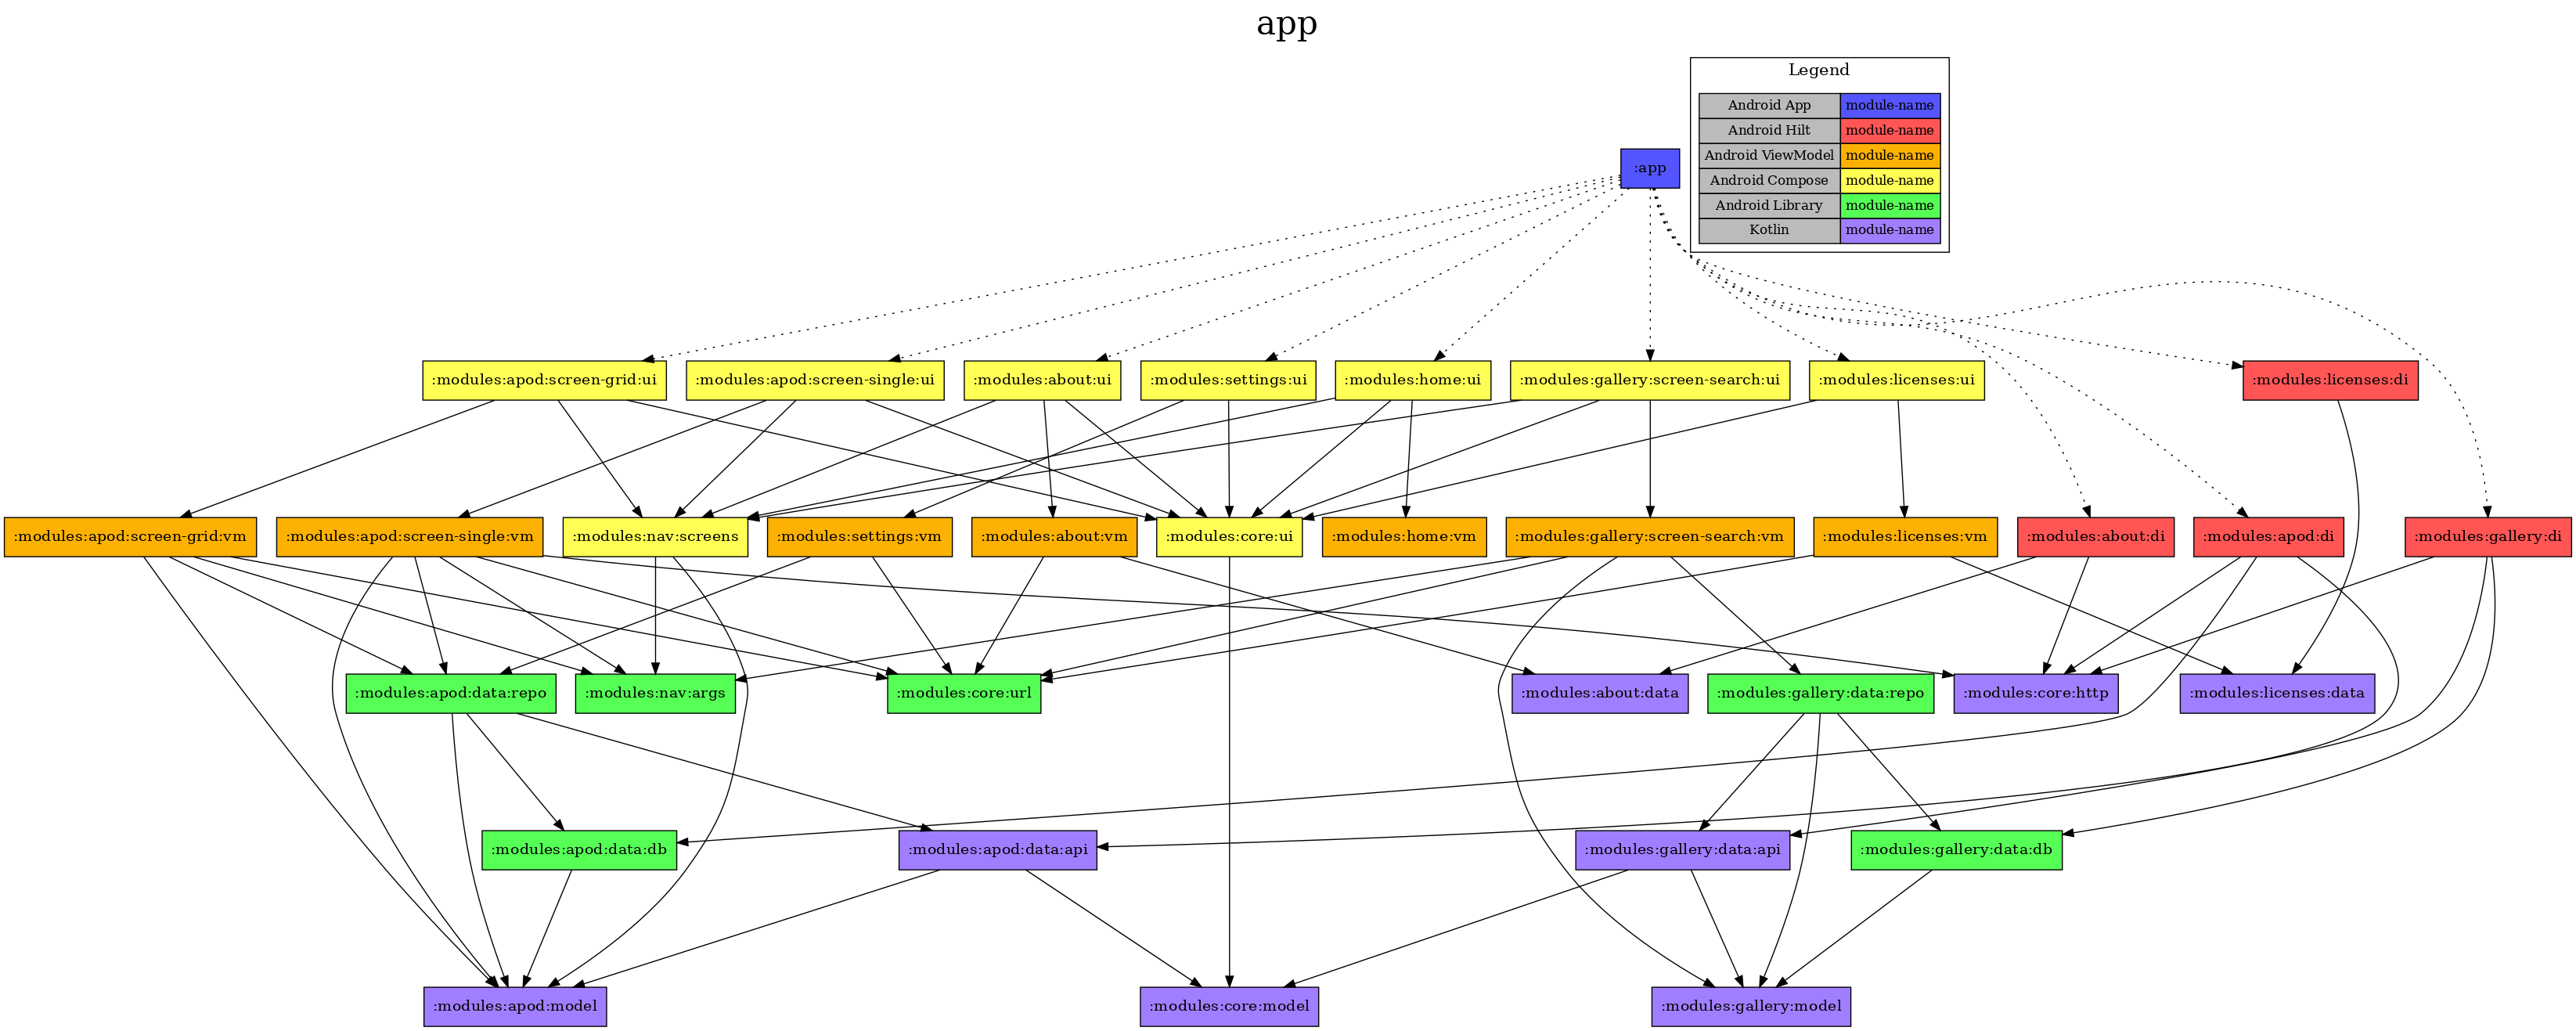 app
Legend
Android App module-name
Android Hilt module-name
Android ViewModel module-name
Android Compose module-name
Android Library module-name
Kotlin module-name
:app
:modules:apod:screen-grid:ui
:modules:apod:screen-single:ui
:modules:about:ui
:modules:settings:ui
:modules:home:ui
:modules:gallery:screen-search:ui
:modules:licenses:ui
:modules:licenses:di
:modules:apod:screen-grid:vm
:modules:apod:screen-single:vm
:modules:nav:screens
:modules:settings:vm
:modules:about:vm
:modules:core:ui
:modules:home:vm
:modules:gallery:screen-search:vm
:modules:licenses:vm
:modules:about:di
:modules:apod:di
:modules:gallery:di
:modules:apod:data:repo
:modules:nav:args
:modules:core:url
:modules:about:data
:modules:gallery:data:repo
:modules:core:http
:modules:licenses:data
:modules:apod:data:db
:modules:apod:data:api
:modules:gallery:data:api
:modules:gallery:data:db
:modules:apod:model
:modules:core:model
:modules:gallery:model